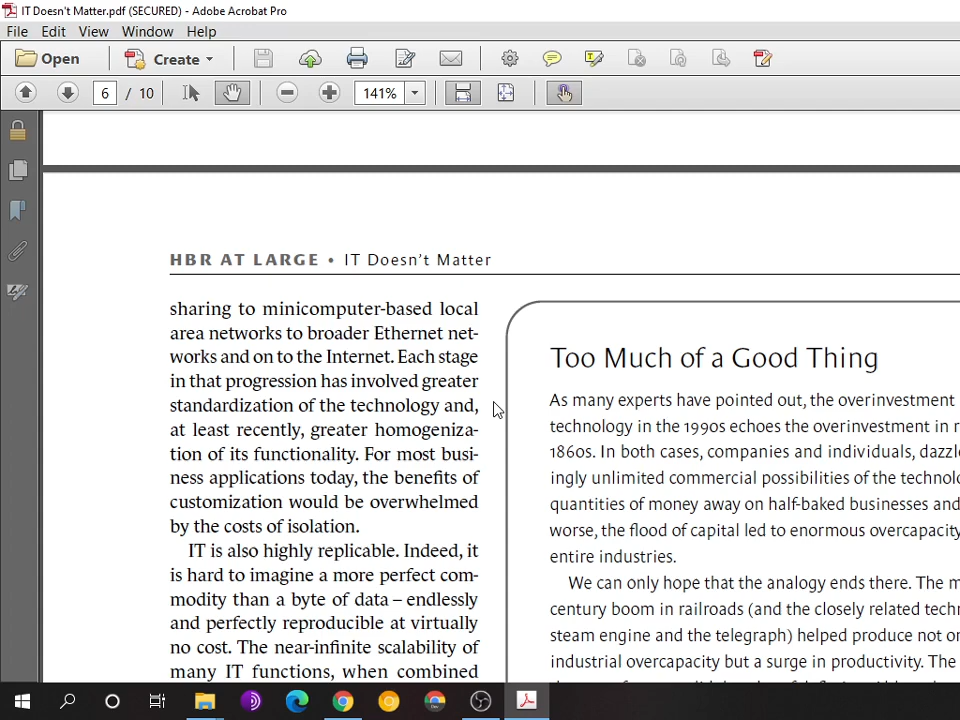 IT Doesn't Matter.pdf (SECURED) - Adobe Acrobat Pro
File Edit View Window Help
Open Create
6 / 10 141%
HBR AT LARGE • IT Doesn't Matter
sharing to minicomputer-based local
area networks to broader Ethernet net-
works and on to the Internet. Each stage
in that progression has involved greater
standardization of the technology and,
at least recently, greater homogeniza-
tion of its functionality. For most busi-
ness applications today, the benefits of
customization would be overwhelmed
by the costs of isolation.
IT is also highly replicable. Indeed, it
is hard to imagine a more perfect com-
modity than a byte of data – endlessly
and perfectly reproducible at virtually
no cost. The near-infinite scalability of
many IT functions, when combined
Too Much of a Good Thing
As many experts have pointed out, the overinvestment
technology in the 1990s echoes the overinvestment in r
1860s. In both cases, companies and individuals, dazzl
ingly unlimited commercial possibilities of the technolo
quantities of money away on half-baked businesses and
worse, the flood of capital led to enormous overcapacity
entire industries.
We can only hope that the analogy ends there. The m
century boom in railroads (and the closely related techn
steam engine and the telegraph) helped produce not on
industrial overcapacity but a surge in productivity. The